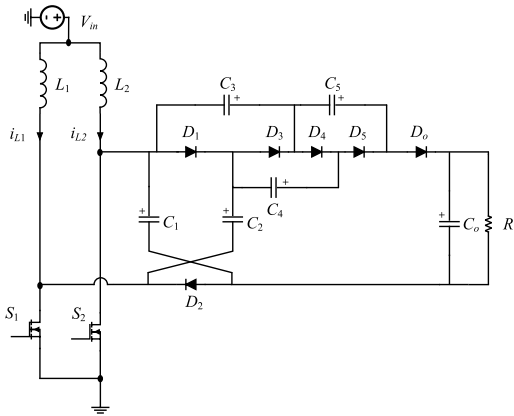 V_in
L_1
L_2
i_L1
i_L2
C_3
C_5
D_1
D_3
D_4
D_5
D_o
C_4
C_1
C_2
C_o
R
D_2
S_1
S_2